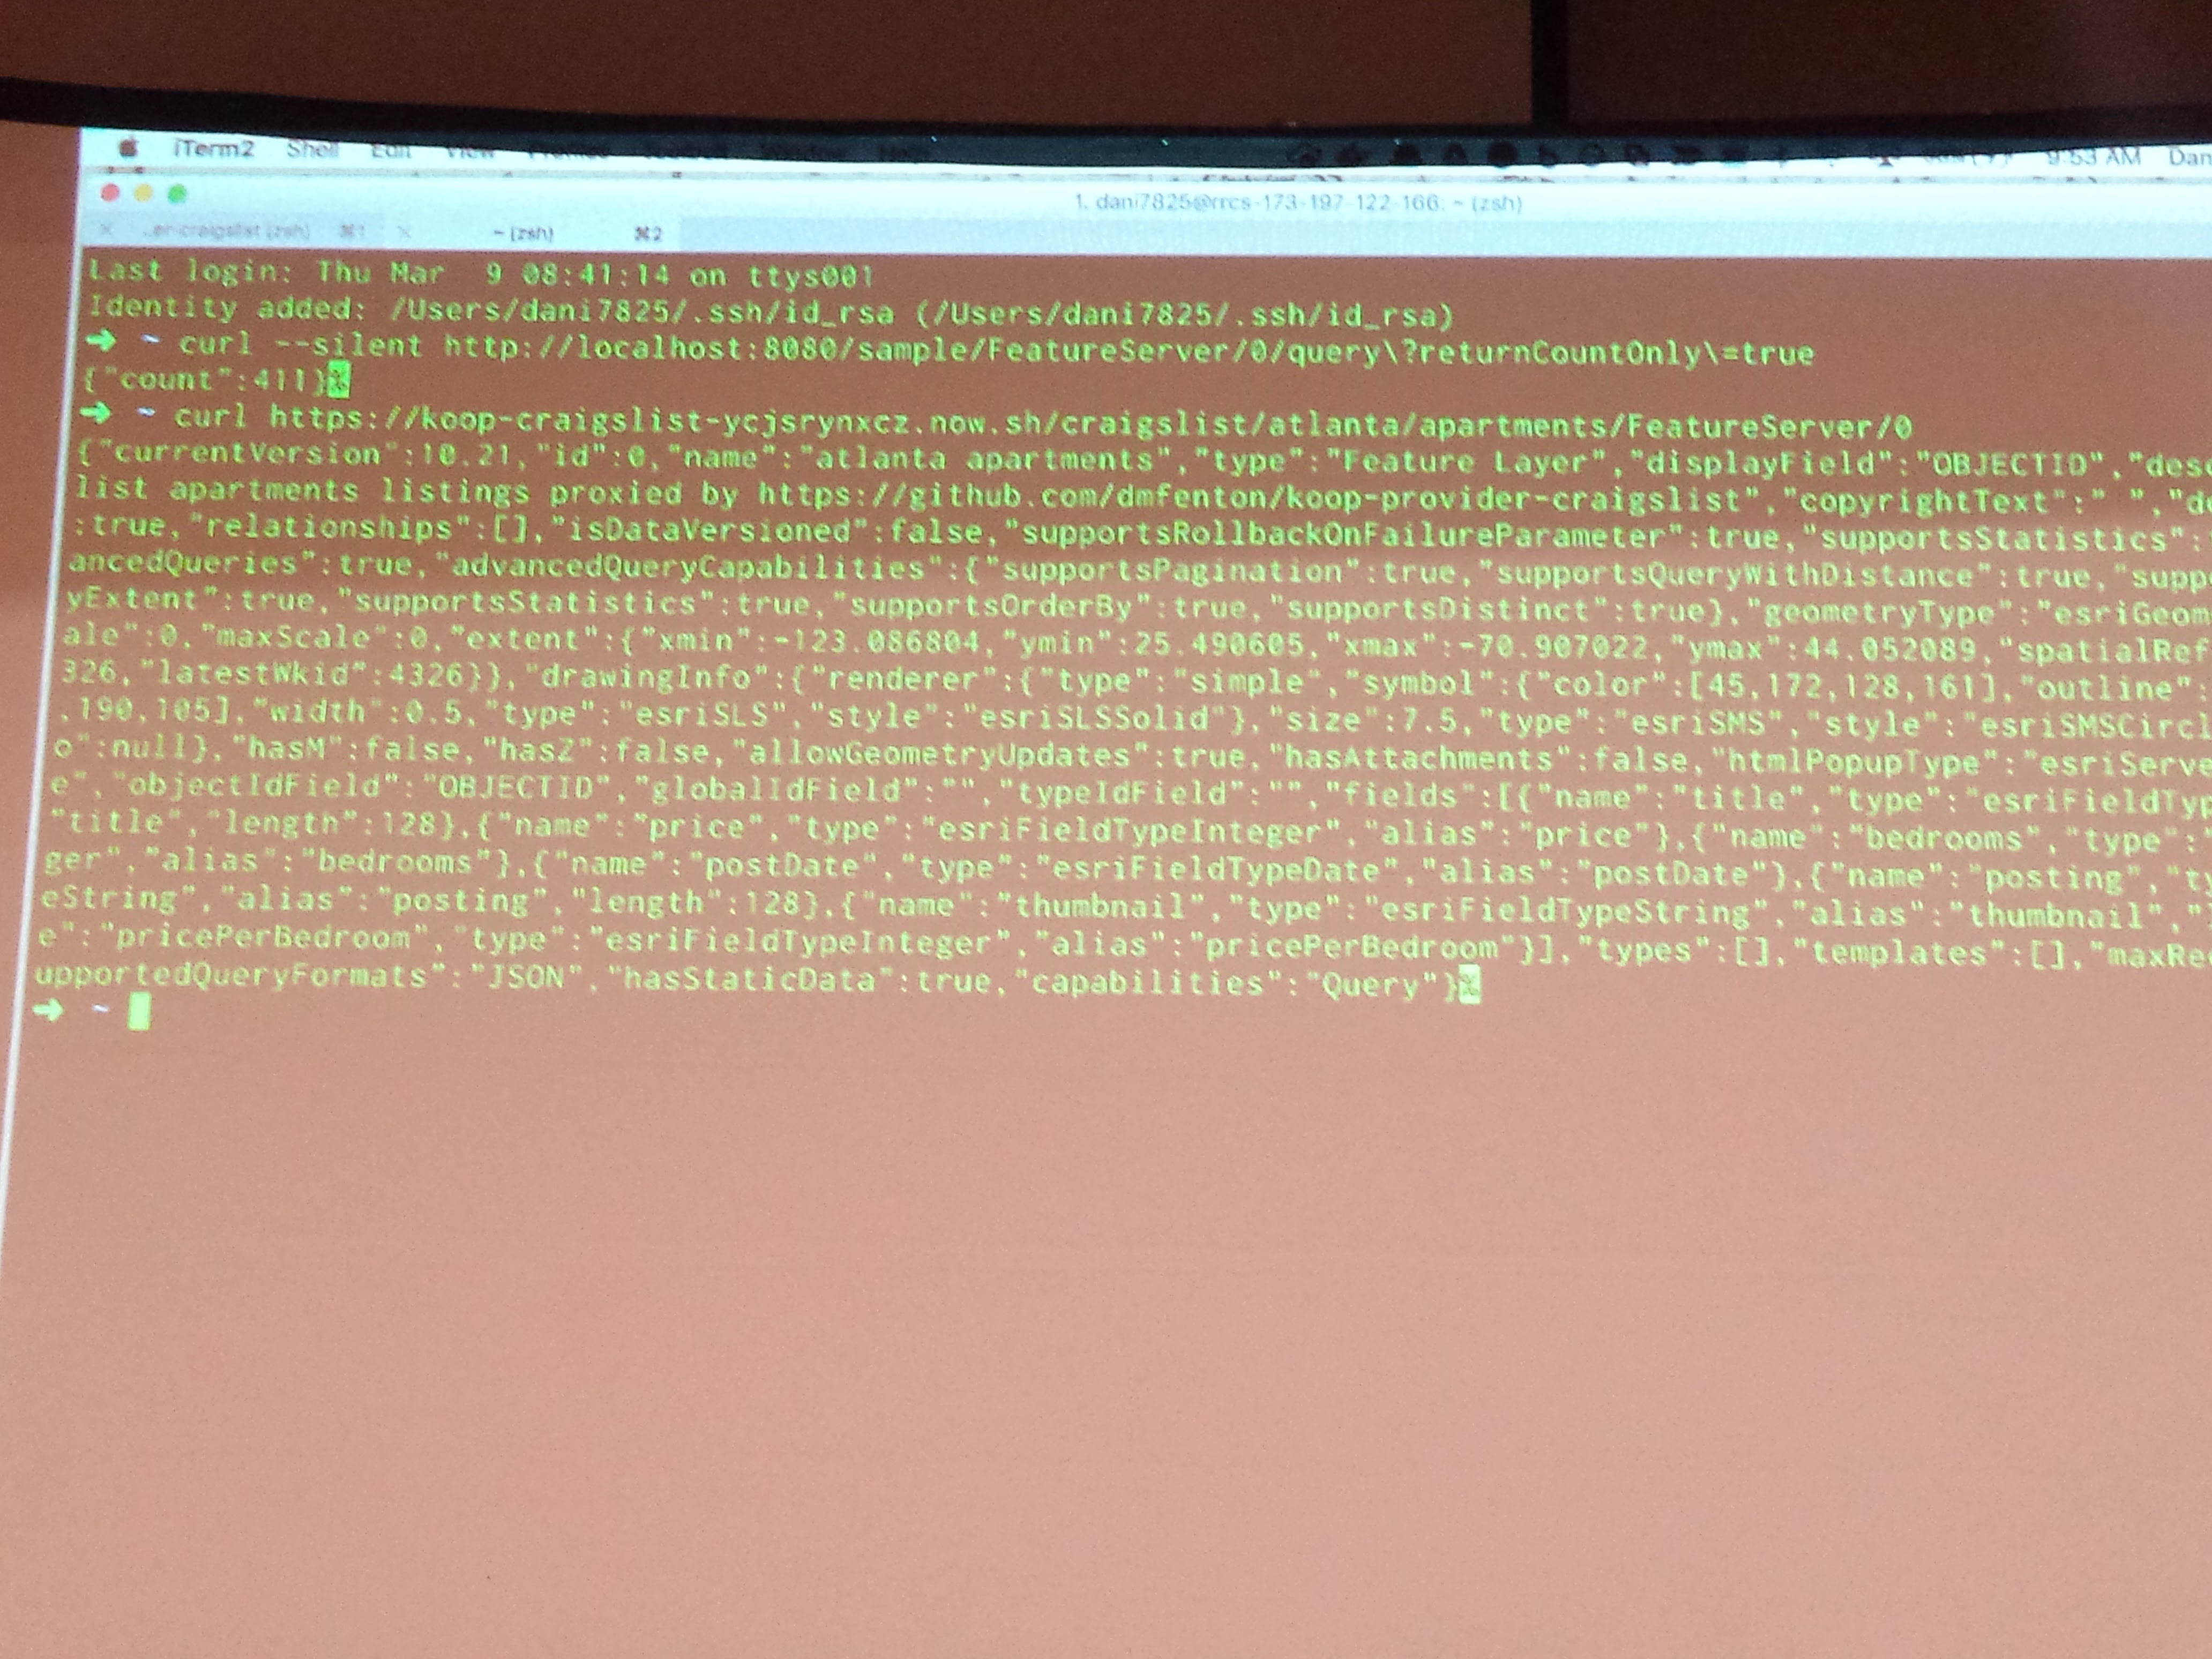 iTerm2 Shell Edit View
9:53 AM Dan
1. dani7825@rrcs-173-197-122-166: ~ (zsh)
..er-craigslist (zsh) ⌘1 ~ (zsh) ⌘2
Last login: Thu Mar  9 08:41:14 on ttys001
Identity added: /Users/dani7825/.ssh/id_rsa (/Users/dani7825/.ssh/id_rsa)
➜ ~ curl --silent http://localhost:8080/sample/FeatureServer/0/query\?returnCountOnly\=true
{"count":411}%
➜ ~ curl https://koop-craigslist-ycjsrynxcz.now.sh/craigslist/atlanta/apartments/FeatureServer/0
{"currentVersion":10.21,"id":0,"name":"atlanta apartments","type":"Feature Layer","displayField":"OBJECTID","desc
list apartments listings proxied by https://github.com/dmfenton/koop-provider-craigslist","copyrightText":" ","de
:true,"relationships":[],"isDataVersioned":false,"supportsRollbackOnFailureParameter":true,"supportsStatistics":
ancedQueries":true,"advancedQueryCapabilities":{"supportsPagination":true,"supportsQueryWithDistance":true,"supp
yExtent":true,"supportsStatistics":true,"supportsOrderBy":true,"supportsDistinct":true},"geometryType":"esriGeom
ale":0,"maxScale":0,"extent":{"xmin":-123.086804,"ymin":25.490605,"xmax":-70.907022,"ymax":44.052089,"spatialRef
326,"latestWkid":4326}},"drawingInfo":{"renderer":{"type":"simple","symbol":{"color":[45,172,128,161],"outline":
,190,105],"width":0.5,"type":"esriSLS","style":"esriSLSSolid"},"size":7.5,"type":"esriSMS","style":"esriSMSCircl
o":null},"hasM":false,"hasZ":false,"allowGeometryUpdates":true,"hasAttachments":false,"htmlPopupType":"esriServe
e","objectIdField":"OBJECTID","globalIdField":"","typeIdField":"","fields":[{"name":"title","type":"esriFieldTyp
"title","length":128},{"name":"price","type":"esriFieldTypeInteger","alias":"price"},{"name":"bedrooms","type":
ger","alias":"bedrooms"},{"name":"postDate","type":"esriFieldTypeDate","alias":"postDate"},{"name":"posting","ty
eString","alias":"posting","length":128},{"name":"thumbnail","type":"esriFieldTypeString","alias":"thumbnail","
e":"pricePerBedroom","type":"esriFieldTypeInteger","alias":"pricePerBedroom"}],"types":[],"templates":[],"maxRec
upportedQueryFormats":"JSON","hasStaticData":true,"capabilities":"Query"}%
➜ ~